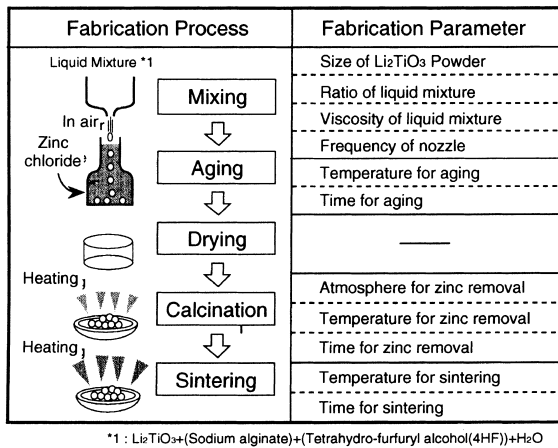 Fabrication Process
Fabrication Parameter
Liquid Mixture *1
In air
Zinc
chloride
Heating
Heating
Mixing
Aging
Drying
Calcination
Sintering
Size of Li2TiO3 Powder
Ratio of liquid mixture
Viscosity of liquid mixture
Frequency of nozzle
Temperature for aging
Time for aging
Atmosphere for zinc removal
Temperature for zinc removal
Time for zinc removal
Temperature for sintering
Time for sintering
*1 : Li2TiO3+(Sodium alginate)+(Tetrahydro-furfuryl alcohol(4HF))+H2O